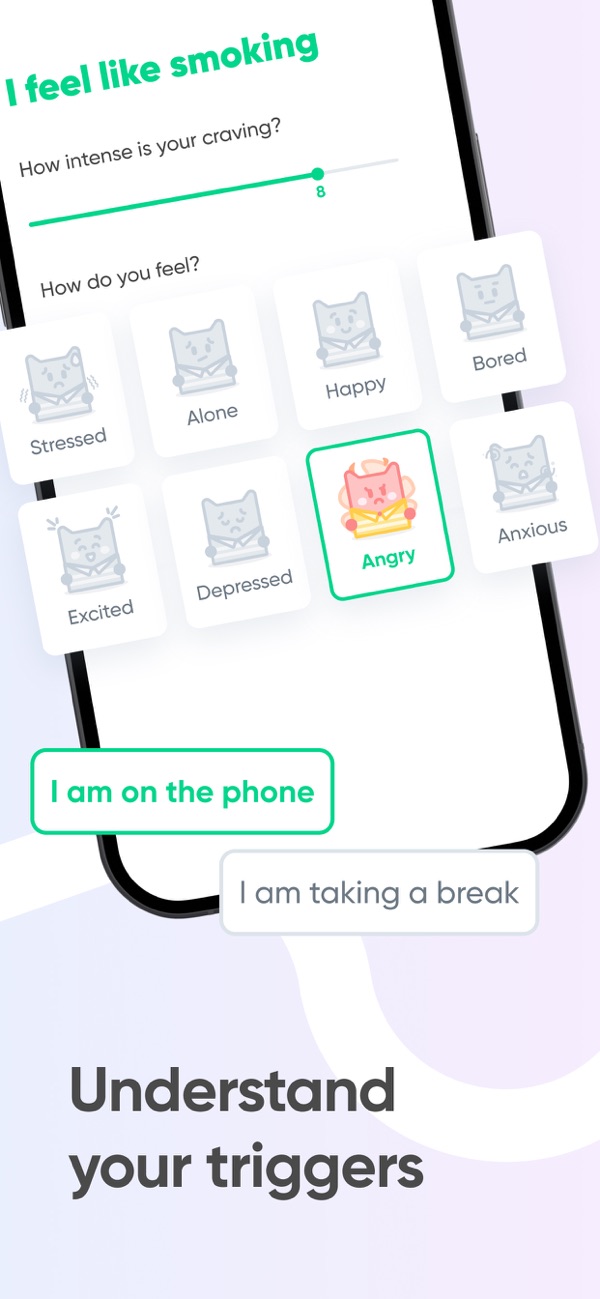 I feel like smoking
How intense is your craving?
8
How do you feel?
Stressed
Alone
Happy
Bored
Excited
Depressed
Angry
Anxious
I am on the phone
I am taking a break
Understand
your triggers